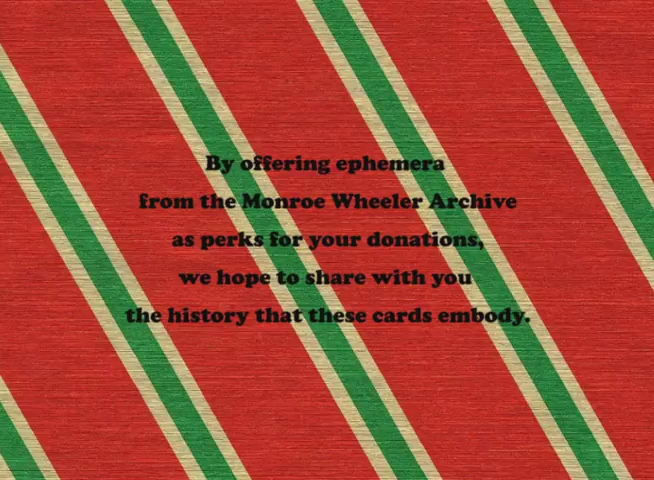 By offering ephemera
from the Monroe Wheeler Archive
as perks for your donations,
we hope to share with you
the history that these cards embody.